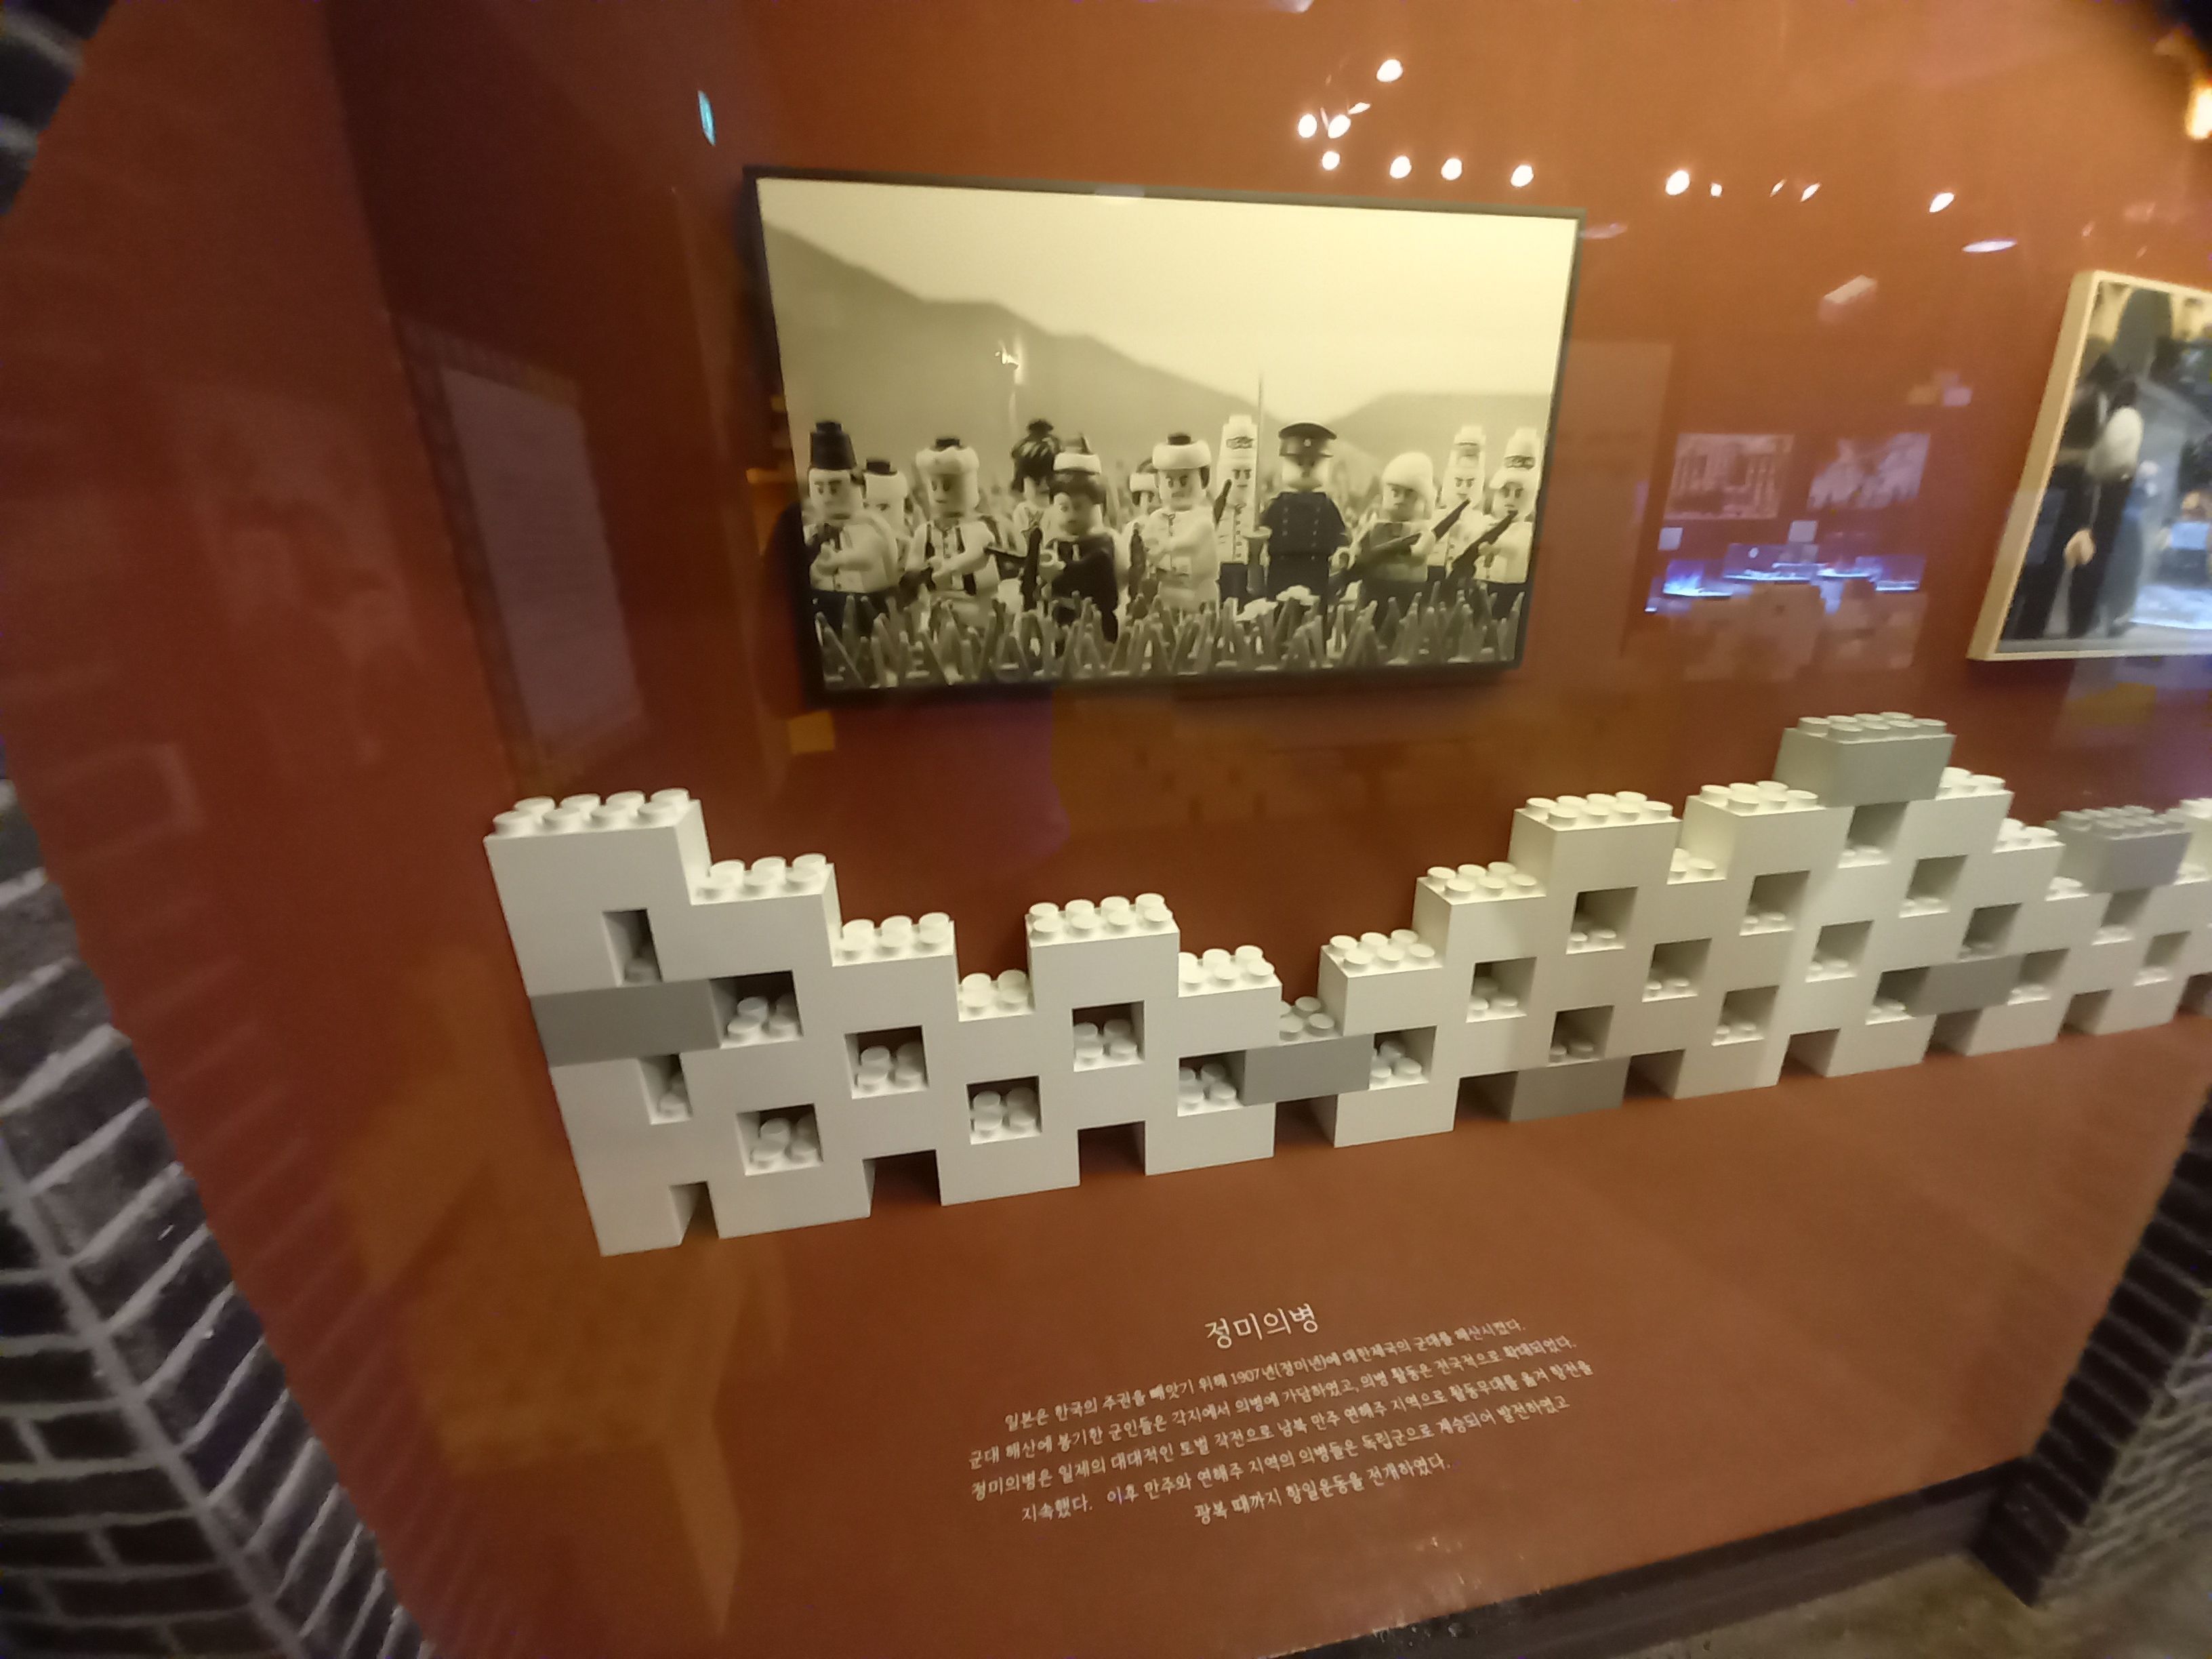 정미의병
일본은 한국의 주권을 빼앗기 위해 1907년(정미년)에 대한제국의 군대를 해산시켰다.
군대 해산에 봉기한 군인들은 각지에서 의병에 가담하였고, 의병 활동은 전국적으로 확대되었다.
정미의병은 일제의 대대적인 토벌 작전으로 남북 만주 연해주 지역으로 활동무대를 옮겨 항전을
지속했다. 이후 만주와 연해주 지역의 의병들은 독립군으로 계승되어 발전하였고
광복 때까지 항일운동을 전개하였다.